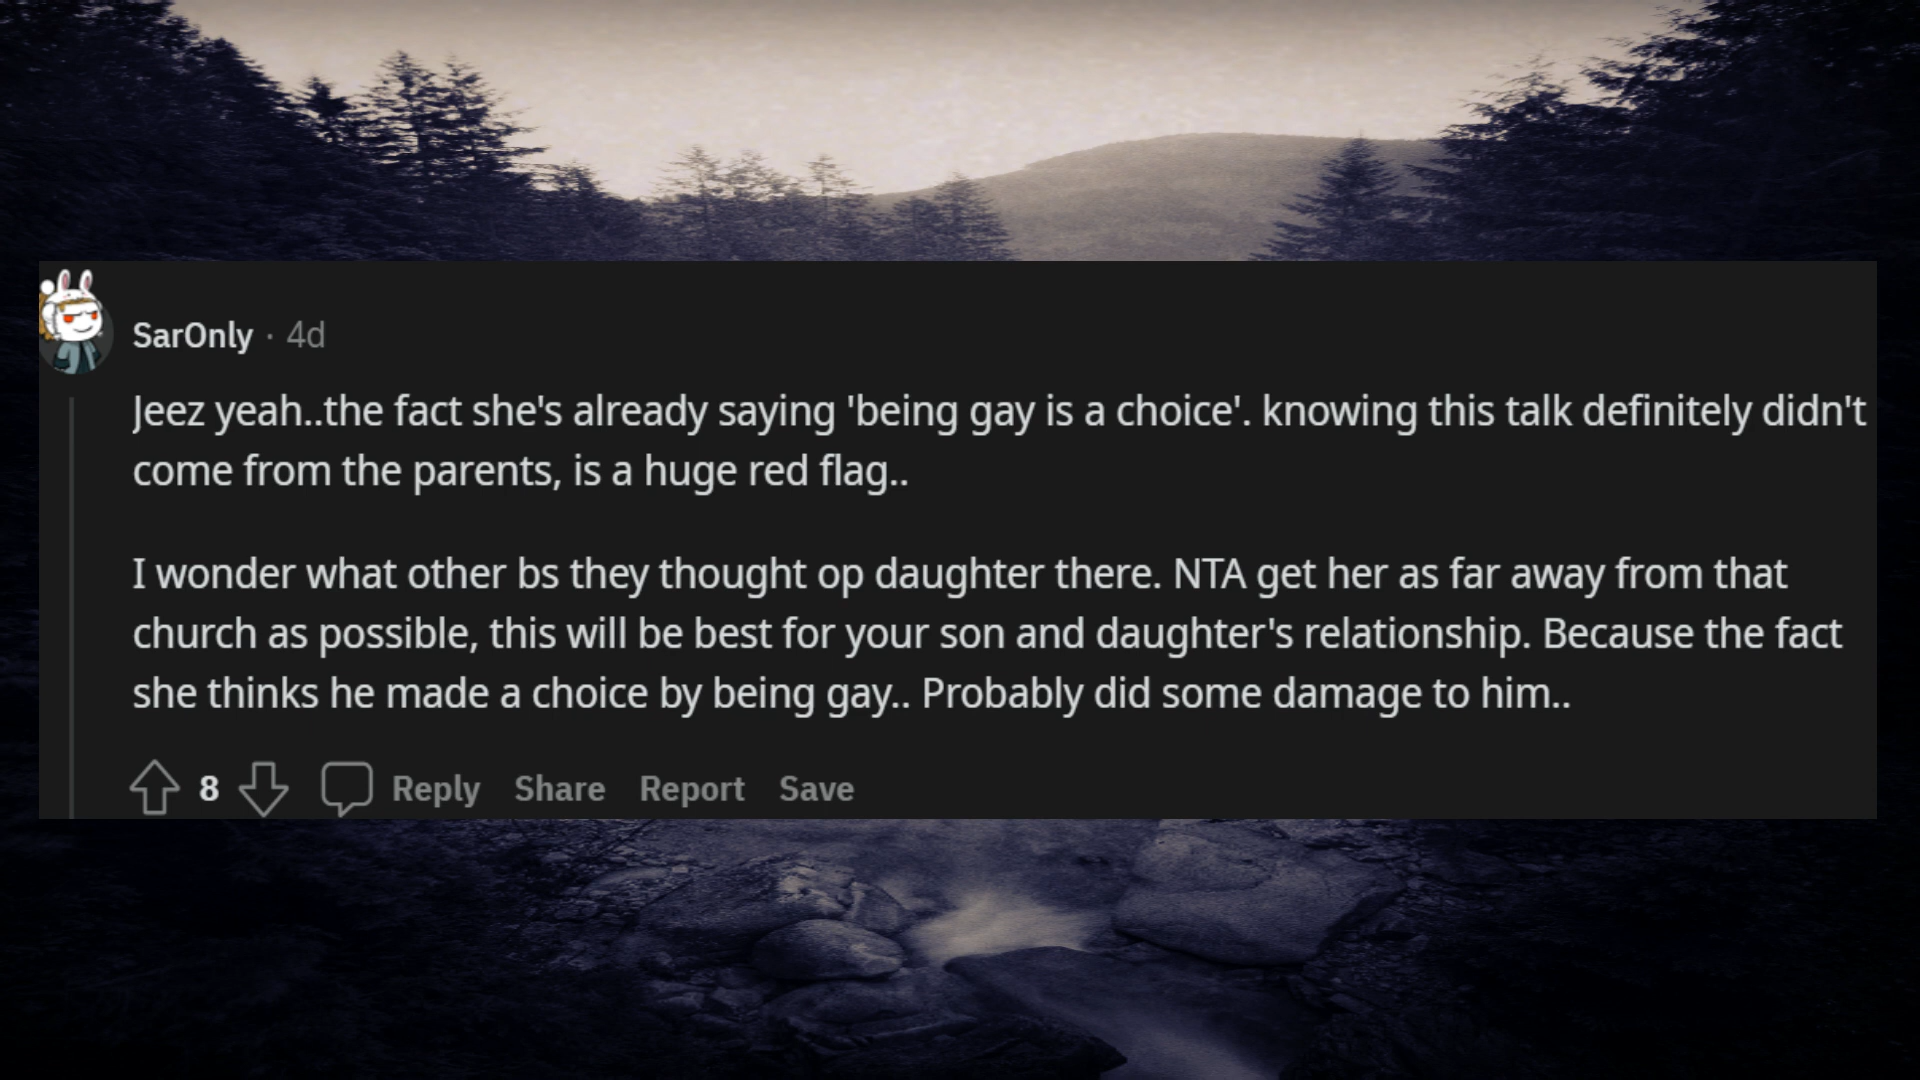 SarOnly · 4d
Jeez yeah..the fact she's already saying 'being gay is a choice'. knowing this talk definitely didn't
come from the parents, is a huge red flag..
I wonder what other bs they thought op daughter there. NTA get her as far away from that
church as possible, this will be best for your son and daughter's relationship. Because the fact
she thinks he made a choice by being gay.. Probably did some damage to him..
8 Reply Share Report Save